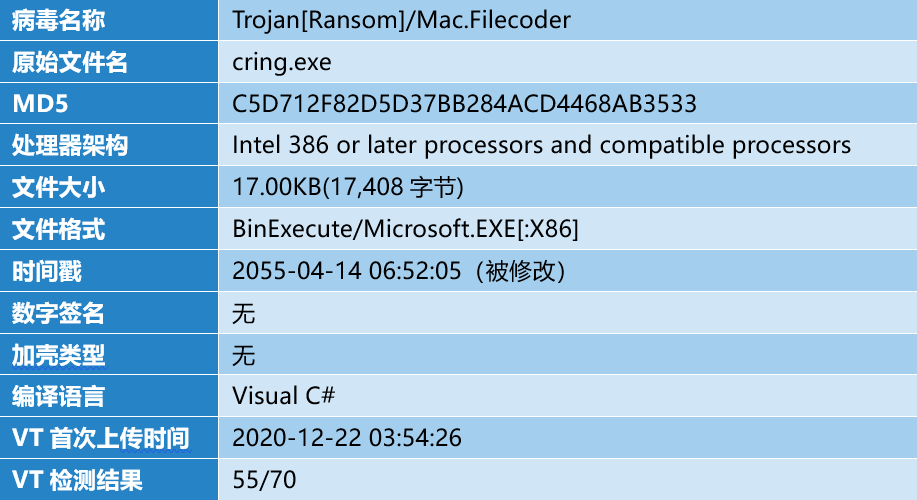 病毒名称 Trojan[Ransom]/Mac.Filecoder
原始文件名 cring.exe
MD5 C5D712F82D5D37BB284ACD4468AB3533
处理器架构 Intel 386 or later processors and compatible processors
文件大小 17.00KB(17,408 字节)
文件格式 BinExecute/Microsoft.EXE[:X86]
时间戳 2055-04-14 06:52:05（被修改）
数字签名 无
加壳类型 无
编译语言 Visual C#
VT 首次上传时间 2020-12-22 03:54:26
VT 检测结果 55/70